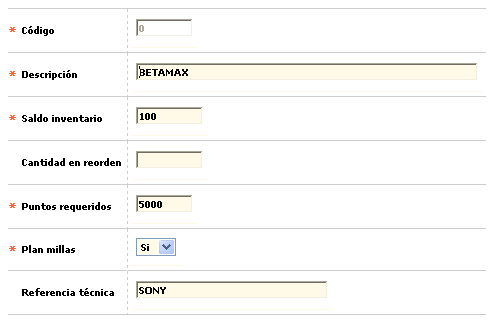 * Código 0
* Descripción BETAMAX
* Saldo inventario 100
Cantidad en reorden
* Puntos requeridos 5000
* Plan millas Si
Referencia técnica SONY